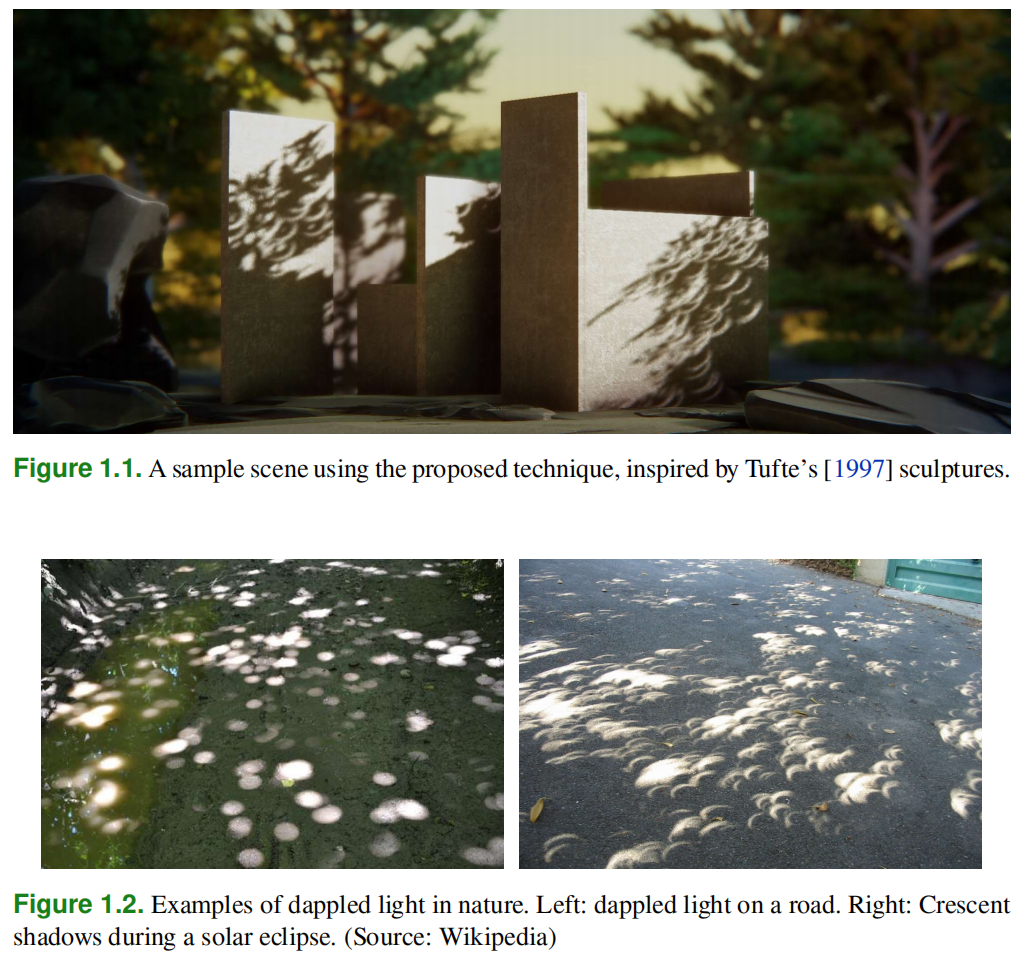 Figure 1.1. A sample scene using the proposed technique, inspired by Tufte's [1997] sculptures.
Figure 1.2. Examples of dappled light in nature. Left: dappled light on a road. Right: Crescent
shadows during a solar eclipse. (Source: Wikipedia)